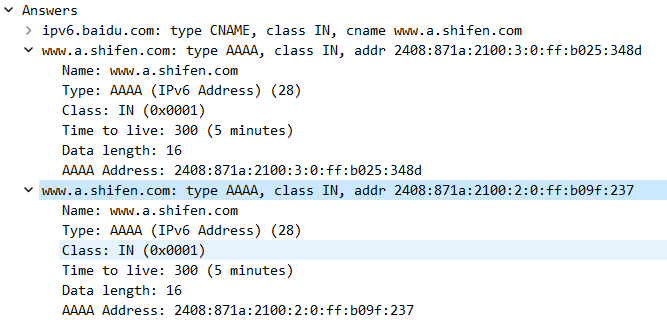 Answers
ipv6.baidu.com: type CNAME, class IN, cname www.a.shifen.com
www.a.shifen.com: type AAAA, class IN, addr 2408:871a:2100:3:0:ff:b025:348d
Name: www.a.shifen.com
Type: AAAA (IPv6 Address) (28)
Class: IN (0x0001)
Time to live: 300 (5 minutes)
Data length: 16
AAAA Address: 2408:871a:2100:3:0:ff:b025:348d
www.a.shifen.com: type AAAA, class IN, addr 2408:871a:2100:2:0:ff:b09f:237
Name: www.a.shifen.com
Type: AAAA (IPv6 Address) (28)
Class: IN (0x0001)
Time to live: 300 (5 minutes)
Data length: 16
AAAA Address: 2408:871a:2100:2:0:ff:b09f:237